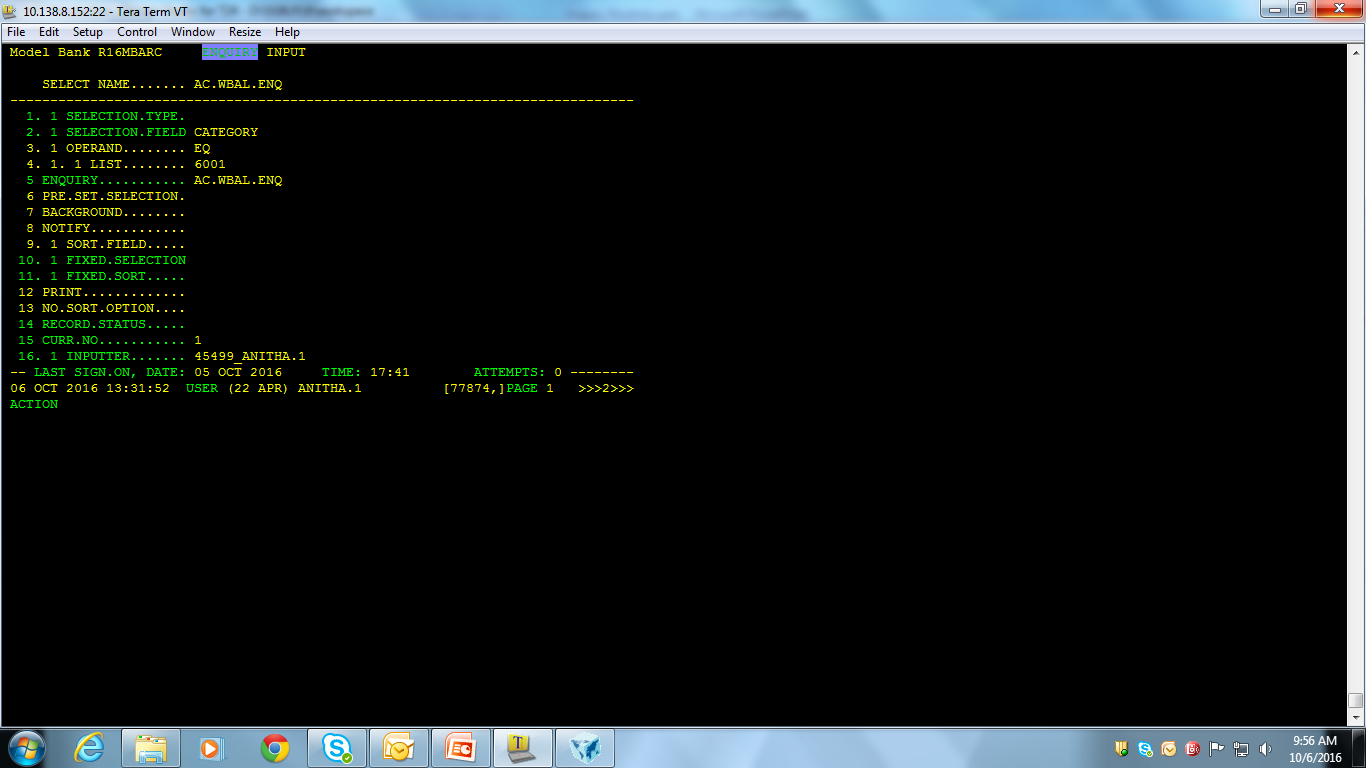 10.138.8.152:22 - Tera Term VT
File Edit Setup Control Window Resize Help
Model Bank R16MBARC     ENQUIRY INPUT
SELECT NAME....... AC.WBAL.ENQ
------------------------------------------------------------------------------
1. 1 SELECTION.TYPE.
2. 1 SELECTION.FIELD CATEGORY
3. 1 OPERAND........ EQ
4. 1. 1 LIST........ 6001
5 ENQUIRY........... AC.WBAL.ENQ
6 PRE.SET.SELECTION.
7 BACKGROUND........
8 NOTIFY............
9. 1 SORT.FIELD.....
10. 1 FIXED.SELECTION
11. 1 FIXED.SORT.....
12 PRINT.............
13 NO.SORT.OPTION....
14 RECORD.STATUS.....
15 CURR.NO........... 1
16. 1 INPUTTER....... 45499_ANITHA.1
-- LAST SIGN.ON, DATE: 05 OCT 2016     TIME: 17:41        ATTEMPTS: 0 --------
06 OCT 2016 13:31:52  USER (22 APR) ANITHA.1          [77874,]PAGE 1   >>>2>>>
ACTION
9:56 AM
10/6/2016